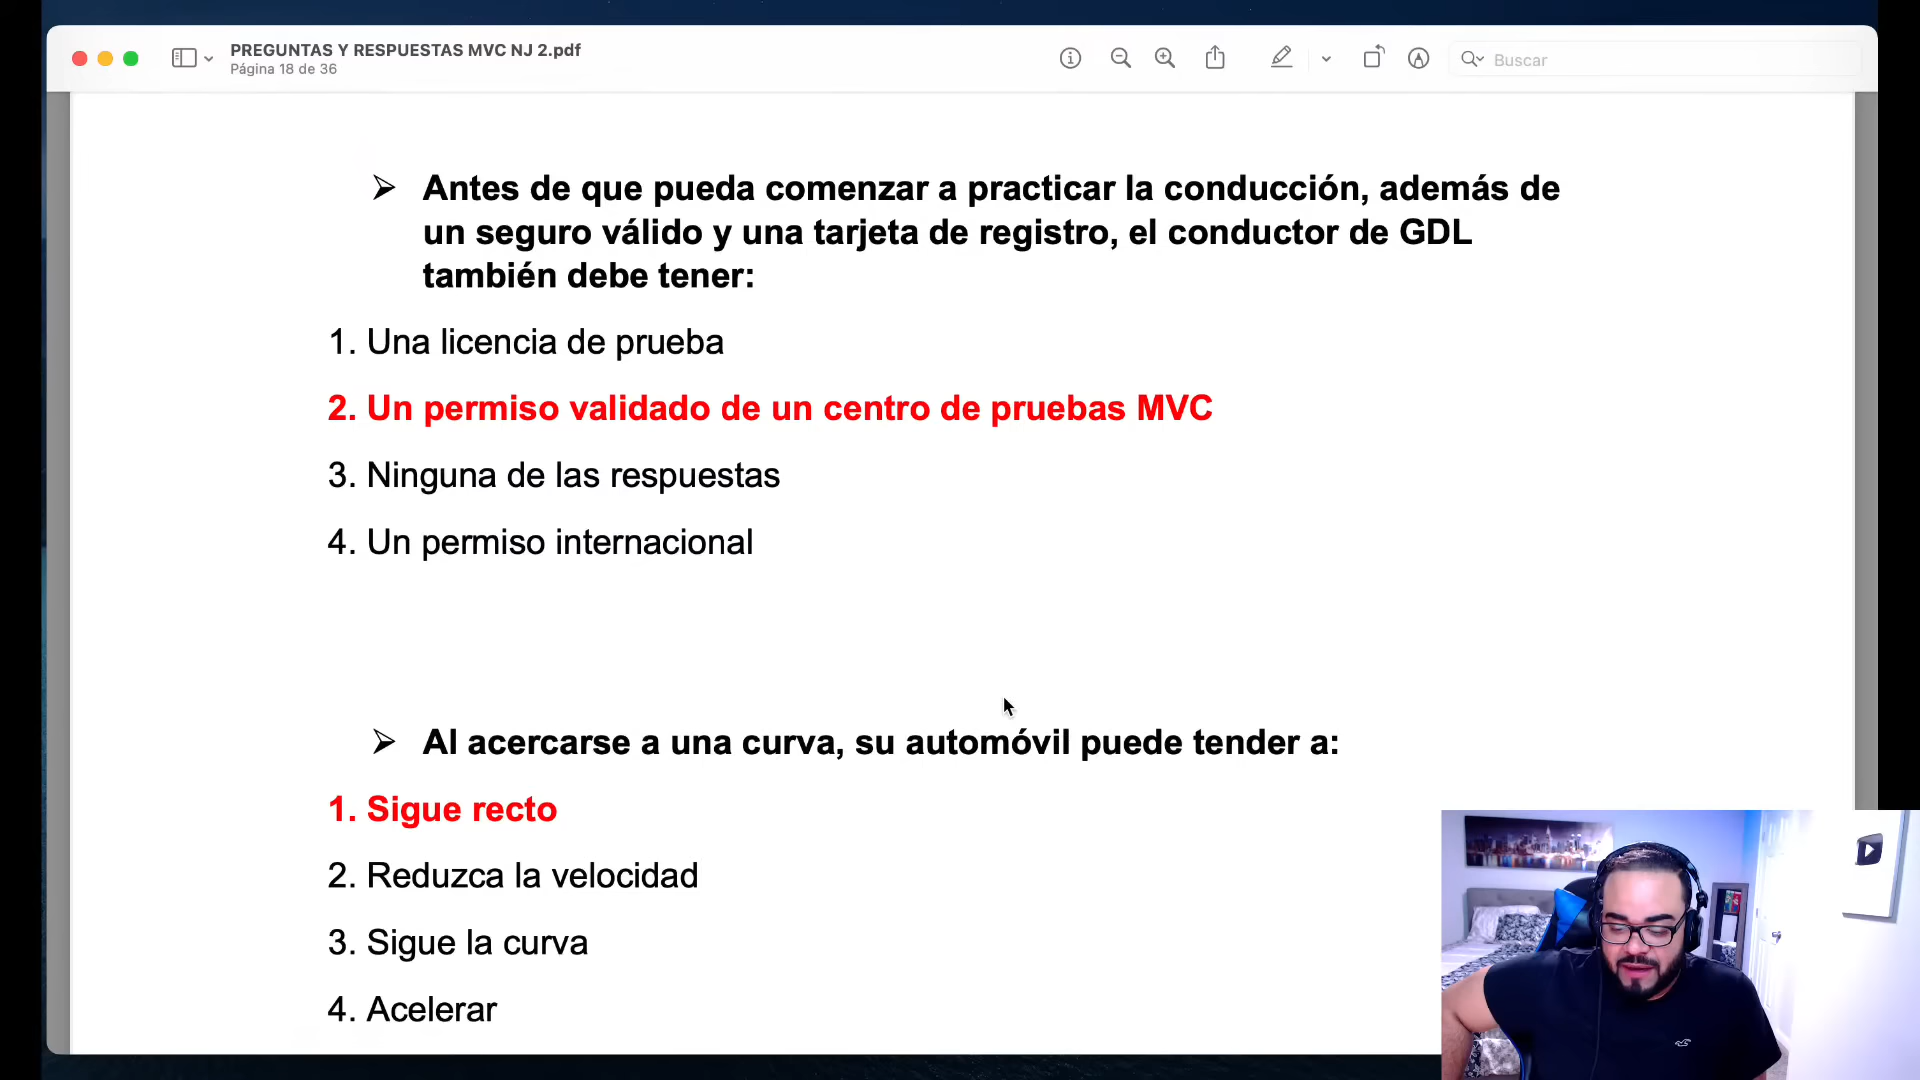 PREGUNTAS Y RESPUESTAS MVC NJ 2.pdf
Página 18 de 36
Buscar
➢ Antes de que pueda comenzar a practicar la conducción, además de
un seguro válido y una tarjeta de registro, el conductor de GDL
también debe tener:
1. Una licencia de prueba
2. Un permiso validado de un centro de pruebas MVC
3. Ninguna de las respuestas
4. Un permiso internacional
➢ Al acercarse a una curva, su automóvil puede tender a:
1. Sigue recto
2. Reduzca la velocidad
3. Sigue la curva
4. Acelerar